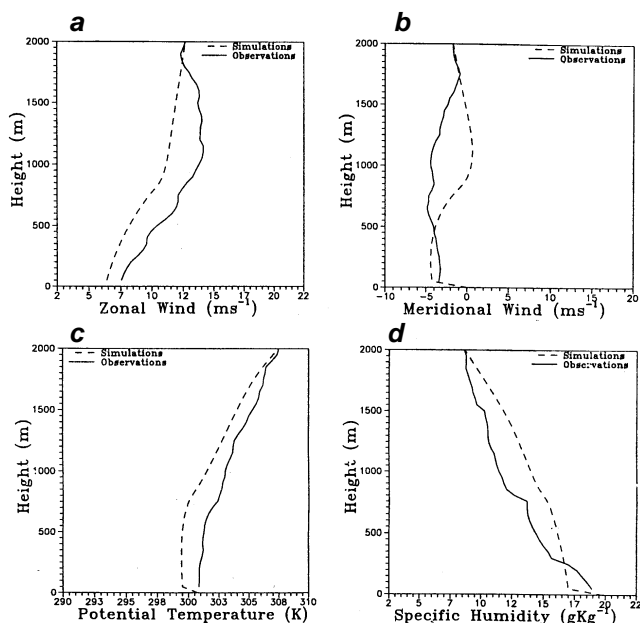 a
2000
1500
1000
500
0
Height (m)
Simulations
Observations
2 5 7 10 12 14 17 19 22
Zonal Wind (ms⁻¹)
b
2000
1500
1000
500
0
Height (m)
Simulations
Observations
−10 −5 0 5 10 15 20
Meridional Wind (ms⁻¹)
c
2000
1500
1000
500
0
Height (m)
Simulations
Observations
290 293 295 298 300 303 305 308 310
Potential Temperature (K)
d
2000
1500
1000
500
0
Height (m)
Simulations
Observations
2 5 7 10 12 15 17 19 22
Specific Humidity (gKg⁻¹)